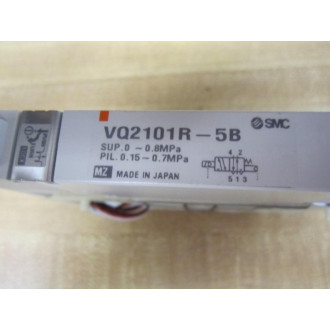 VQ2101R-5B
SMC
SUP.0 ~ 0.8MPa
PIL.0.15~0.7MPa
MZ MADE IN JAPAN
4 2
5 1 3